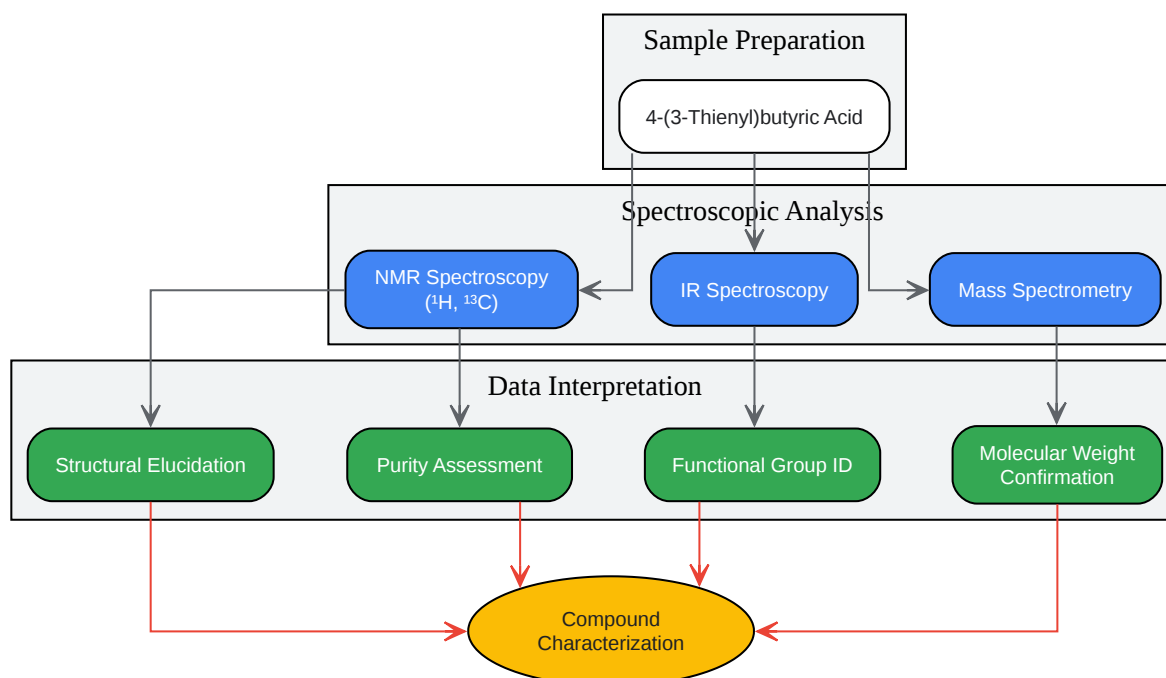 Sample Preparation
4-(3-Thienyl)butyric Acid
Spectroscopic Analysis
NMR Spectroscopy
(¹H, ¹³C)
IR Spectroscopy
Mass Spectrometry
Data Interpretation
Structural Elucidation
Purity Assessment
Functional Group ID
Molecular Weight
Confirmation
Compound
Characterization